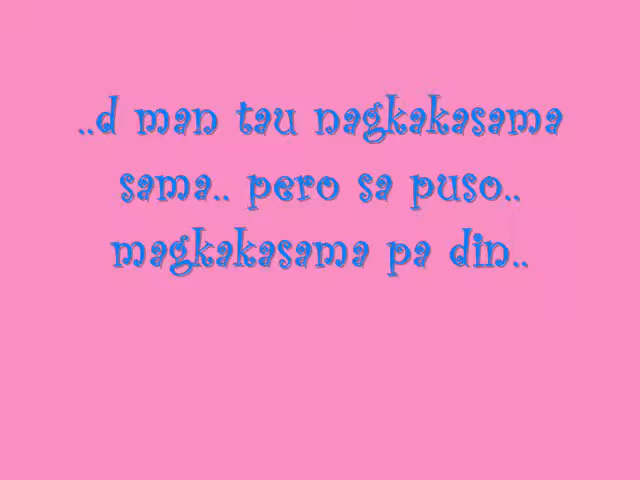 ..d man tau nagkakasama
sama.. pero sa puso..
magkakasama pa din..